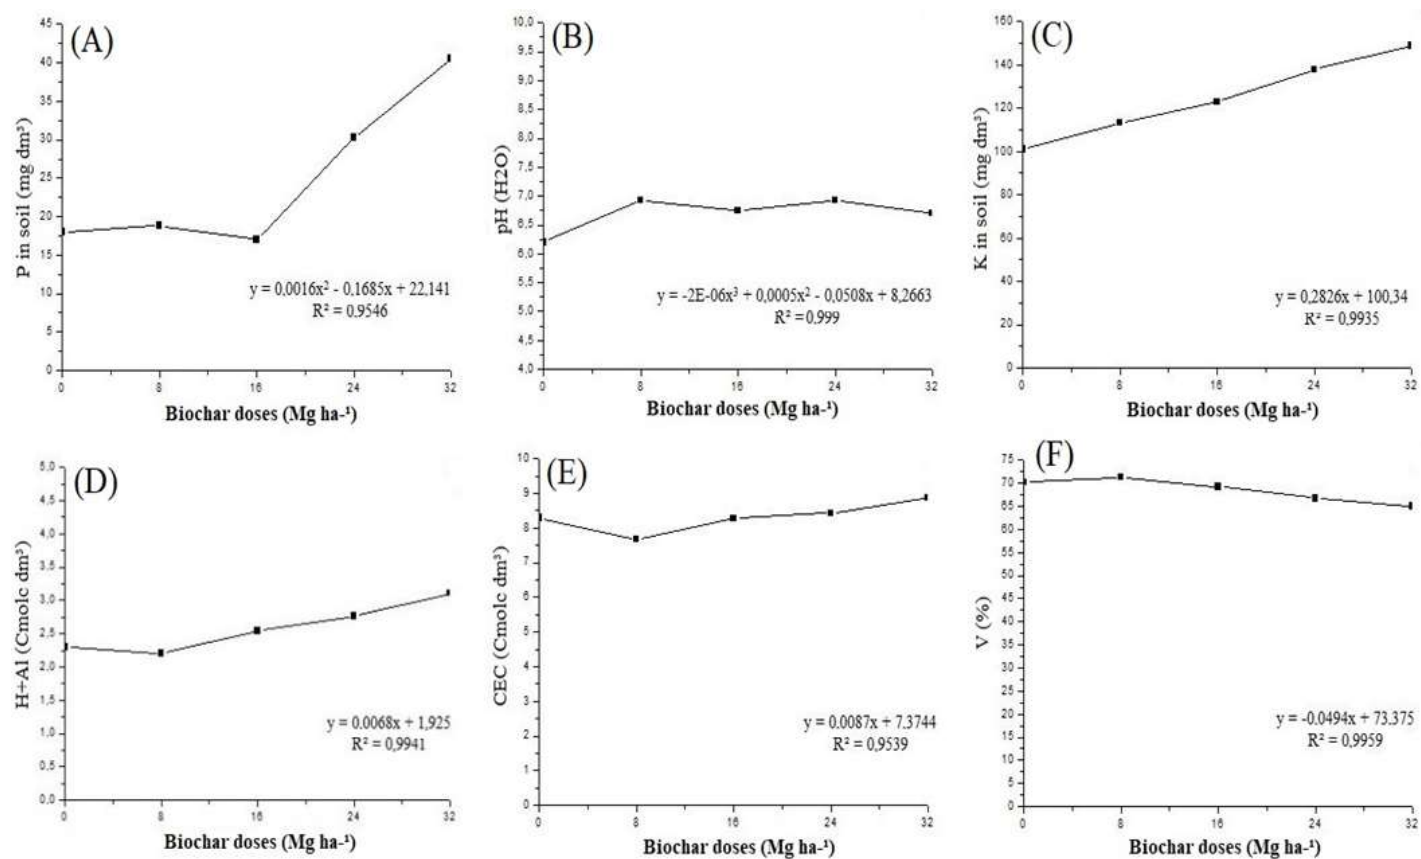 (A)
45
40
35
30
25
20
15
10
5
0
P in soil (mg dm³)
y = 0,0016x² - 0,1685x + 22,141
R² = 0,9546
0 8 16 24 32
Biochar doses (Mg ha-¹)
(B)
10,0
9,5
9,0
8,5
8,0
7,5
7,0
6,5
6,0
5,5
5,0
4,5
4,0
pH (H2O)
y = -2E-06x³ + 0,0005x² - 0,0508x + 8,2663
R² = 0,999
0 8 16 24 32
Biochar doses (Mg ha-¹)
(C)
160
140
120
100
80
60
40
20
0
K in soil (mg dm³)
y = 0,2826x + 100,34
R² = 0,9935
0 8 16 24 32
Biochar doses (Mg ha-¹)
(D)
5,0
4,5
4,0
3,5
3,0
2,5
2,0
1,5
1,0
0,5
0,0
H+Al (Cmolc dm³)
y = 0.0068x + 1,925
R² = 0,9941
0 8 16 24 32
Biochar doses (Mg ha-¹)
(E)
10
9
8
7
6
5
4
3
2
1
0
CEC (Cmolc dm³)
y = 0.0087x + 7.3744
R² = 0,9539
0 8 16 24 32
Biochar doses (Mg ha-¹)
(F)
75
70
65
60
55
50
45
40
35
30
25
20
15
10
5
0
V (%)
y = -0.0494x + 73.375
R² = 0,9959
0 8 16 24 32
Biochar doses (Mg ha-¹)